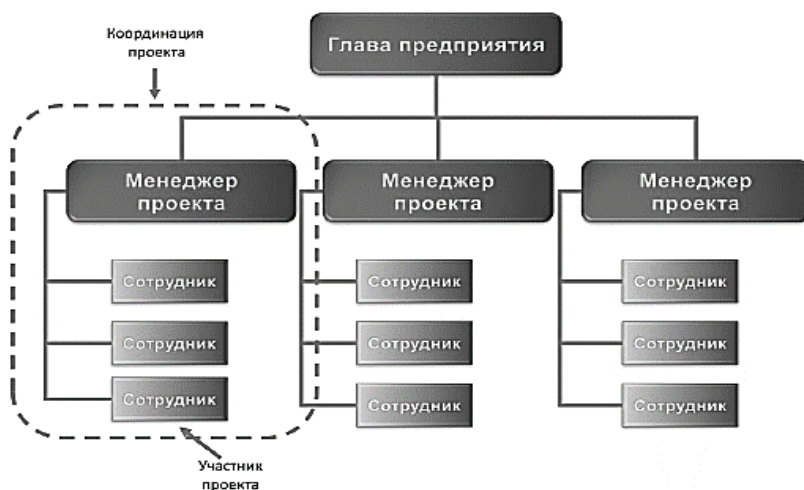 Координация
проекта
Глава предприятия
Менеджер
проекта
Менеджер
проекта
Менеджер
проекта
Сотрудник
Сотрудник
Сотрудник
Сотрудник
Сотрудник
Сотрудник
Сотрудник
Сотрудник
Сотрудник
Участник
проекта